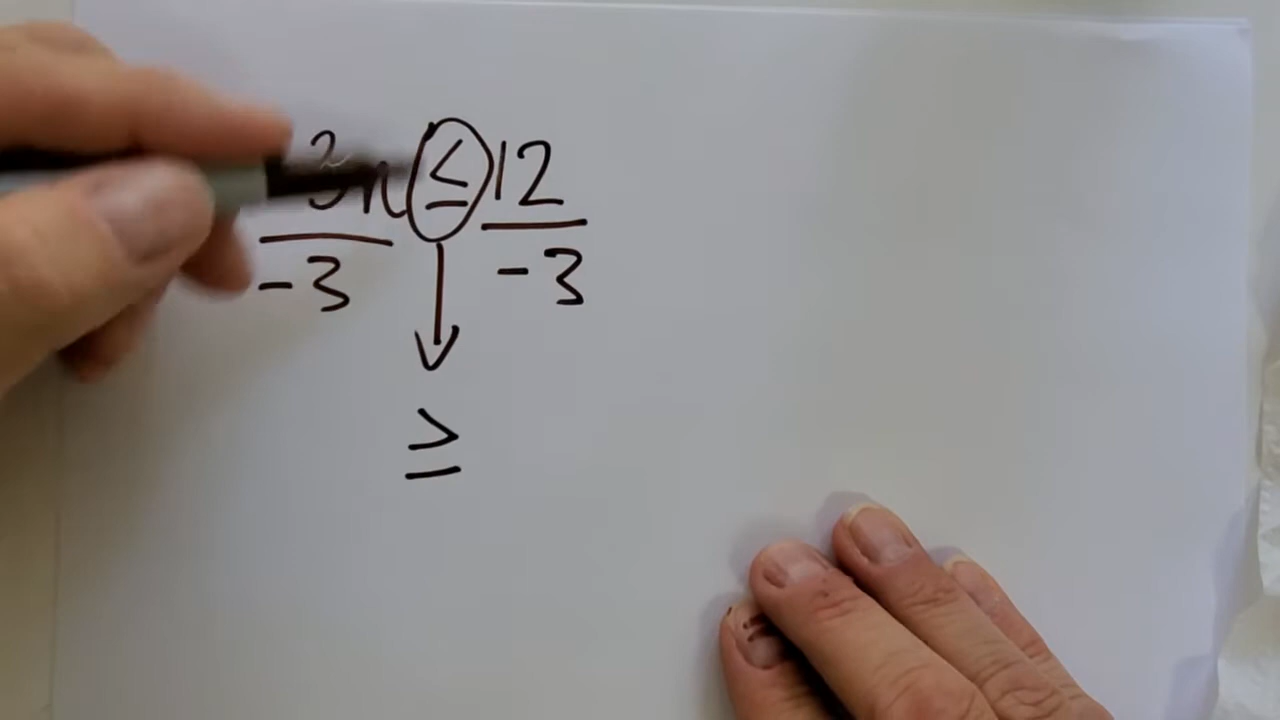 3n ≤ 12
-3 -3
≥